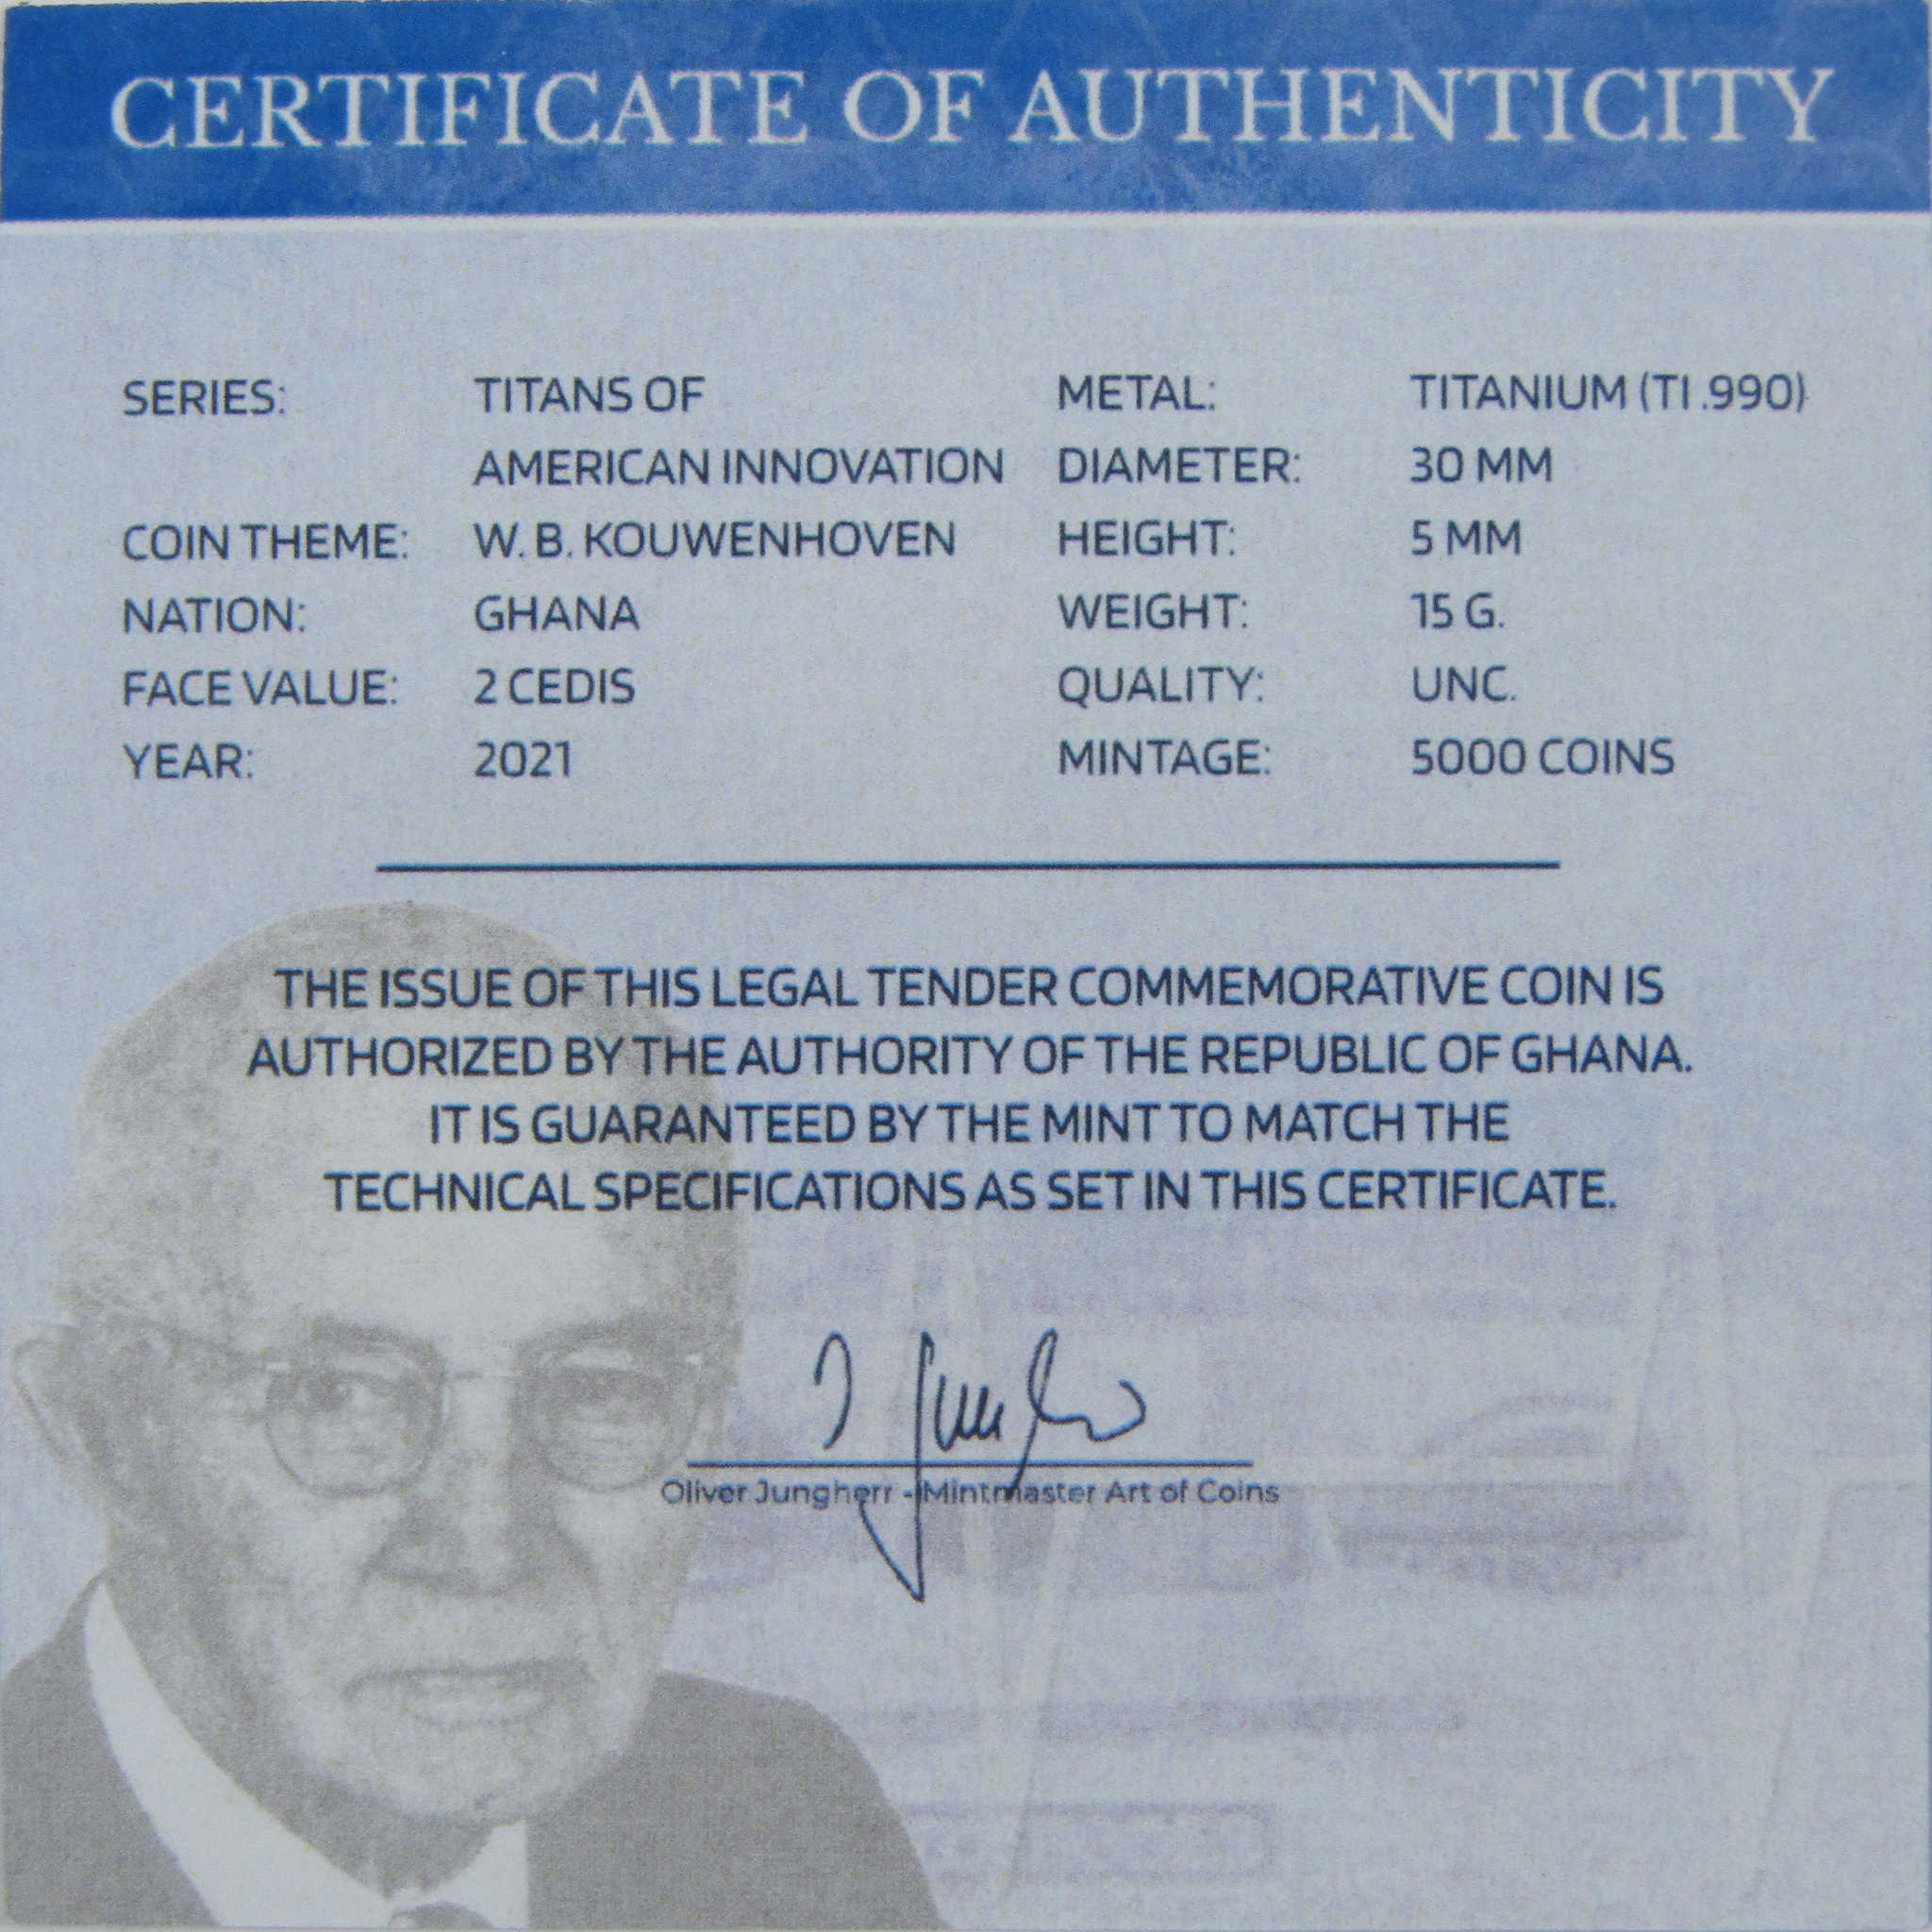 CERTIFICATE OF AUTHENTICITY
SERIES: TITANS OF METAL: TITANIUM (TI .990)
AMERICAN INNOVATION DIAMETER: 30 MM
COIN THEME: W. B. KOUWENHOVEN HEIGHT: 5 MM
NATION: GHANA WEIGHT: 15 G.
FACE VALUE: 2 CEDIS QUALITY: UNC.
YEAR: 2021 MINTAGE: 5000 COINS
THE ISSUE OF THIS LEGAL TENDER COMMEMORATIVE COIN IS
AUTHORIZED BY THE AUTHORITY OF THE REPUBLIC OF GHANA.
IT IS GUARANTEED BY THE MINT TO MATCH THE
TECHNICAL SPECIFICATIONS AS SET IN THIS CERTIFICATE.
Oliver Jungherr - Mintmaster Art of Coins